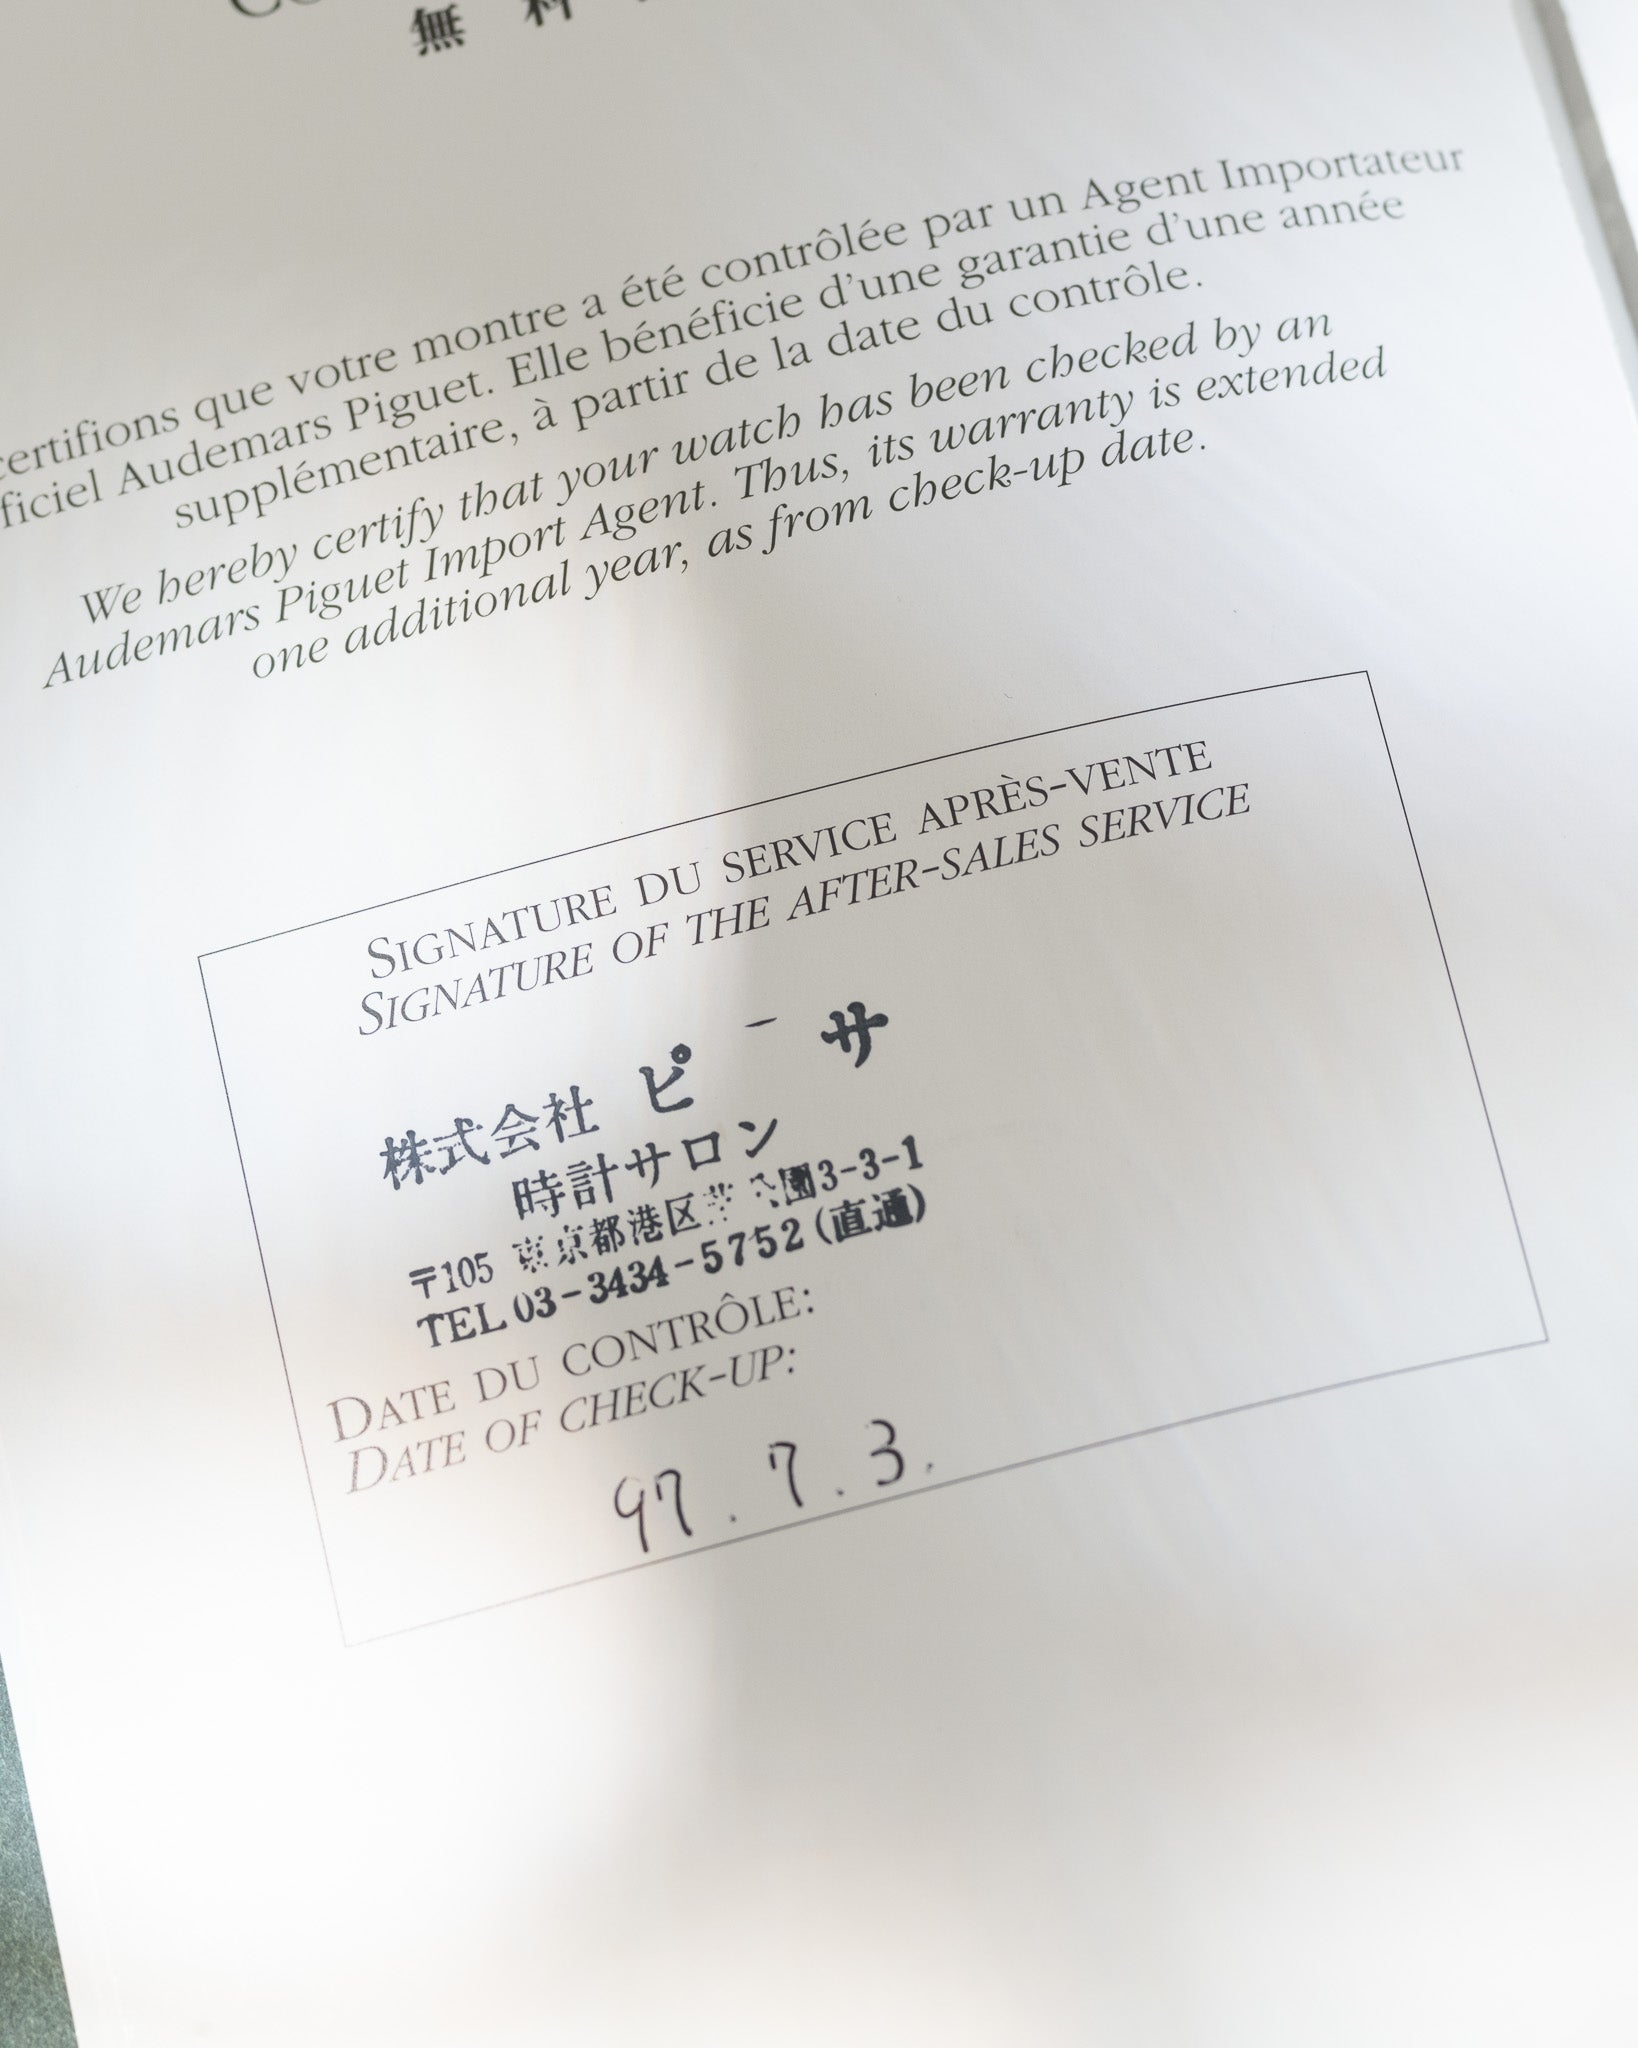 無 料
certifions que votre montre a été contrôlée par un Agent Importateur
ficiel Audemars Piguet. Elle bénéficie d'une garantie d'une année
supplémentaire, à partir de la date du contrôle.
We hereby certify that your watch has been checked by an
Audemars Piguet Import Agent. Thus, its warranty is extended
one additional year, as from check-up date.
SIGNATURE DU SERVICE APRÈS-VENTE
SIGNATURE OF THE AFTER-SALES SERVICE
株式会社 ピーサ
時計サロン
〒105 東京都港区芝公園3-3-1
TEL 03-3434-5752 (直通)
DATE DU CONTRÔLE:
DATE OF CHECK-UP:
97. 7. 3.